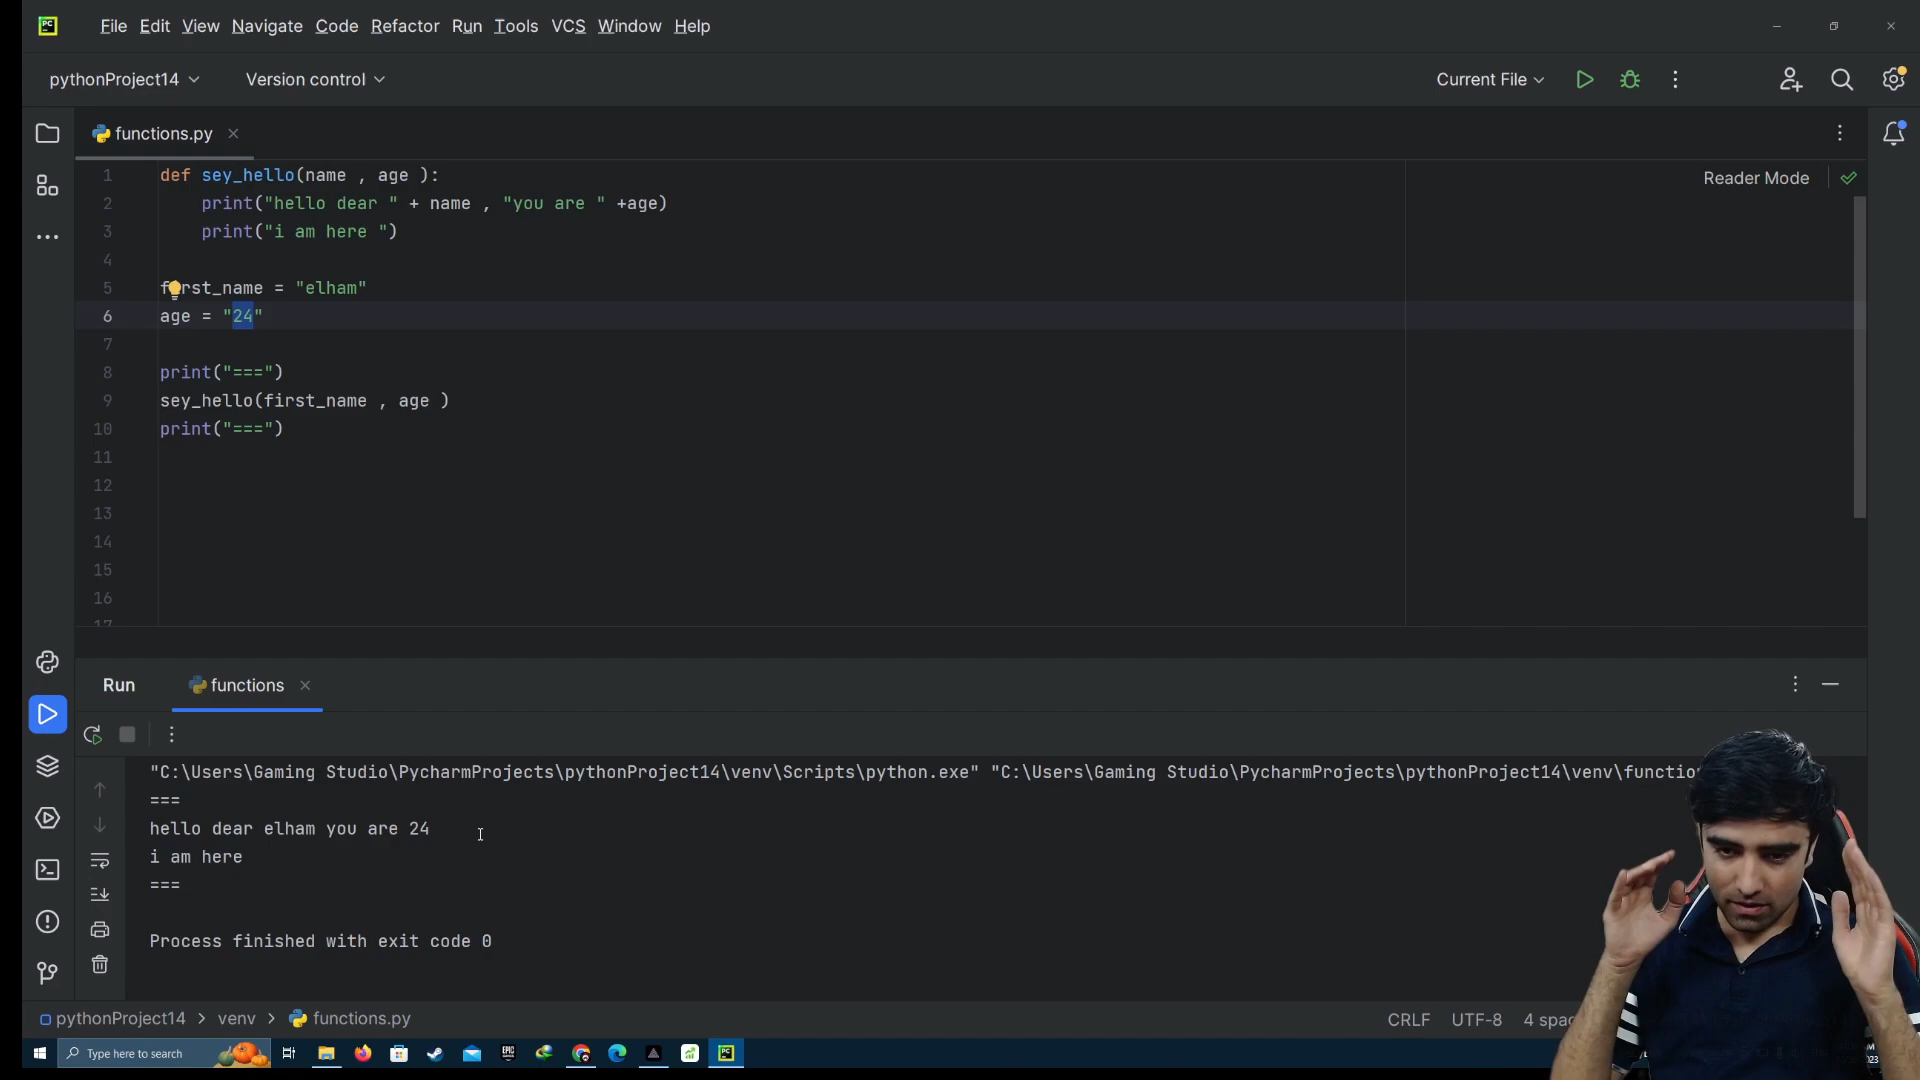 File Edit View Navigate Code Refactor Run Tools VCS Window Help
pythonProject14 Version control Current File
functions.py
Reader Mode
1 def sey_hello(name , age ):
2 print("hello dear " + name , "you are " +age)
3 print("i am here ")
4
5 first_name = "elham"
6 age = "24"
7
8 print("===")
9 sey_hello(first_name , age )
10 print("===")
11
12
13
14
15
16
17
Run functions
"C:\Users\Gaming Studio\PycharmProjects\pythonProject14\venv\Scripts\python.exe" "C:\Users\Gaming Studio\PycharmProjects\pythonProject14\venv\functio
===
hello dear elham you are 24
i am here
===
Process finished with exit code 0
pythonProject14 > venv > functions.py CRLF UTF-8 4 spac
Type here to search